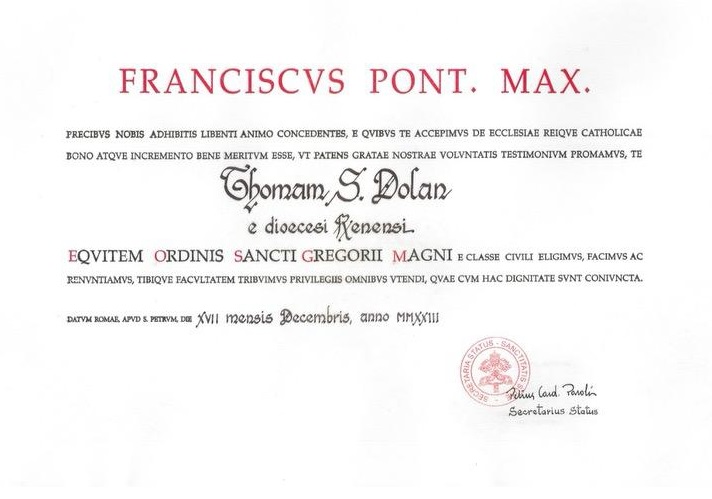 FRANCISCVS PONT. MAX.
PRECIBVS NOBIS ADHIBITIS LIBENTI ANIMO CONCEDENTES, E QVIBVS TE ACCEPIMVS DE ECCLESIAE REIQVE CATHOLICAE
BONO ATQVE INCREMENTO BENE MERITVM ESSE, VT PATENS GRATAE NOSTRAE VOLVNTATIS TESTIMONIVM PROMAMVS, TE
Thomam S. Dolan
e dioecesi Renensi
EQVITEM ORDINIS SANCTI GREGORII MAGNI E CLASSE CIVILI ELIGIMVS, FACIMVS AC
RENVNTIAMVS, TIBIQVE FACVLTATEM TRIBVIMVS PRIVILEGIIS OMNIBVS VTENDI, QVAE CVM HAC DIGNITATE SVNT CONIVNCTA.
DATVM ROMAE, APVD S. PETRVM, DIE XVII mensis Decembris, anno MMXXIII
SECRETARIA STATUS - SANCTITATIS
Petrus Card. Parolin
Secretarius Status